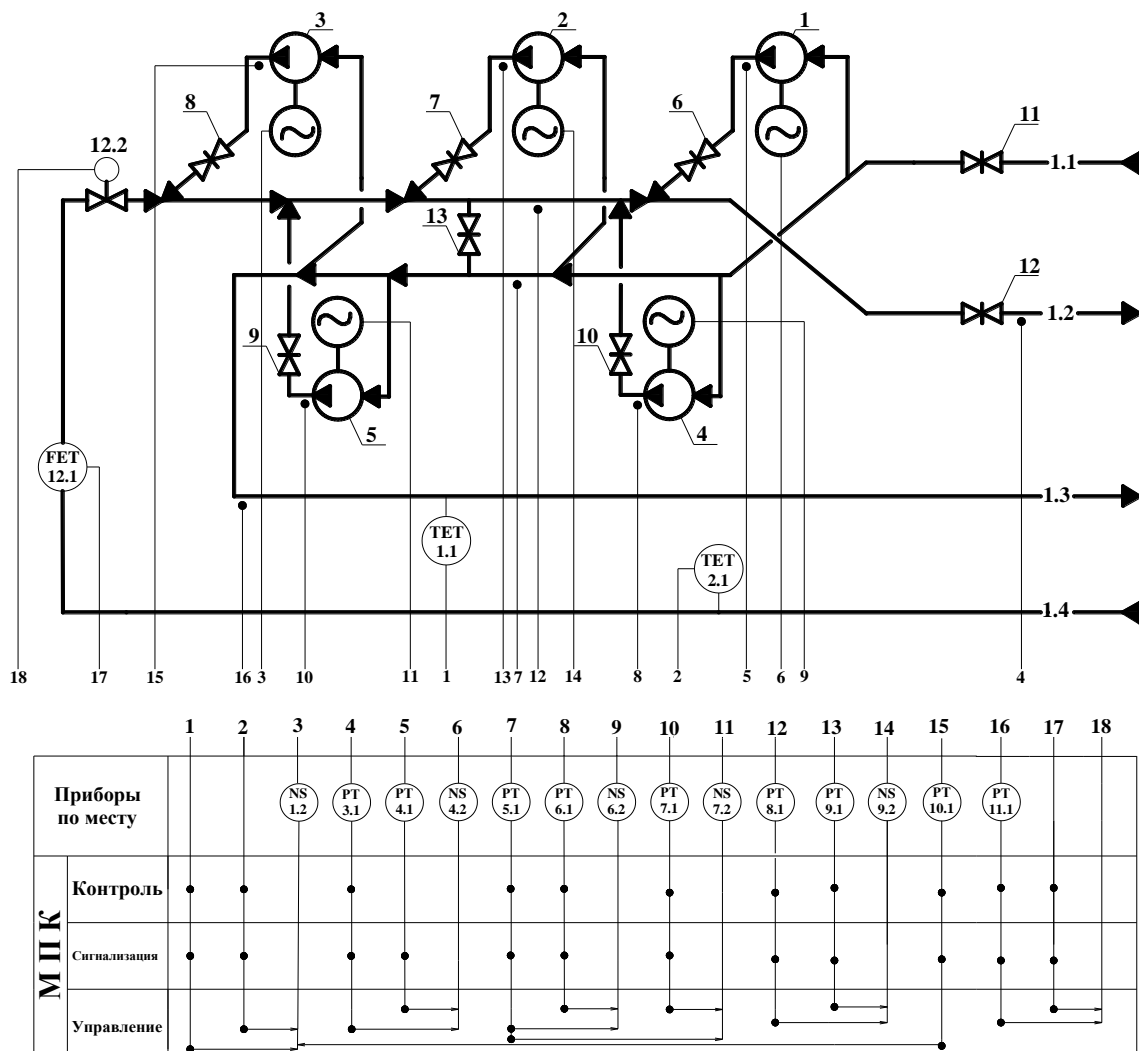 3
2
1
8
7
6
11
12.2
1.1
13
12
1.2
9
10
5
4
FET
12.1
1.3
TET
1.1
TET
2.1
1.4
18 17 15 16 3 10 11 1 13 7 12 14 8 2 5 6 9 4
1 2 3 4 5 6 7 8 9 10 11 12 13 14 15 16 17 18
Приборы
по месту
NS
1.2
PT
3.1
PT
4.1
NS
4.2
PT
5.1
PT
6.1
NS
6.2
PT
7.1
NS
7.2
PT
8.1
PT
9.1
NS
9.2
PT
10.1
PT
11.1
МПК
Контроль
Сигнализация
Управление